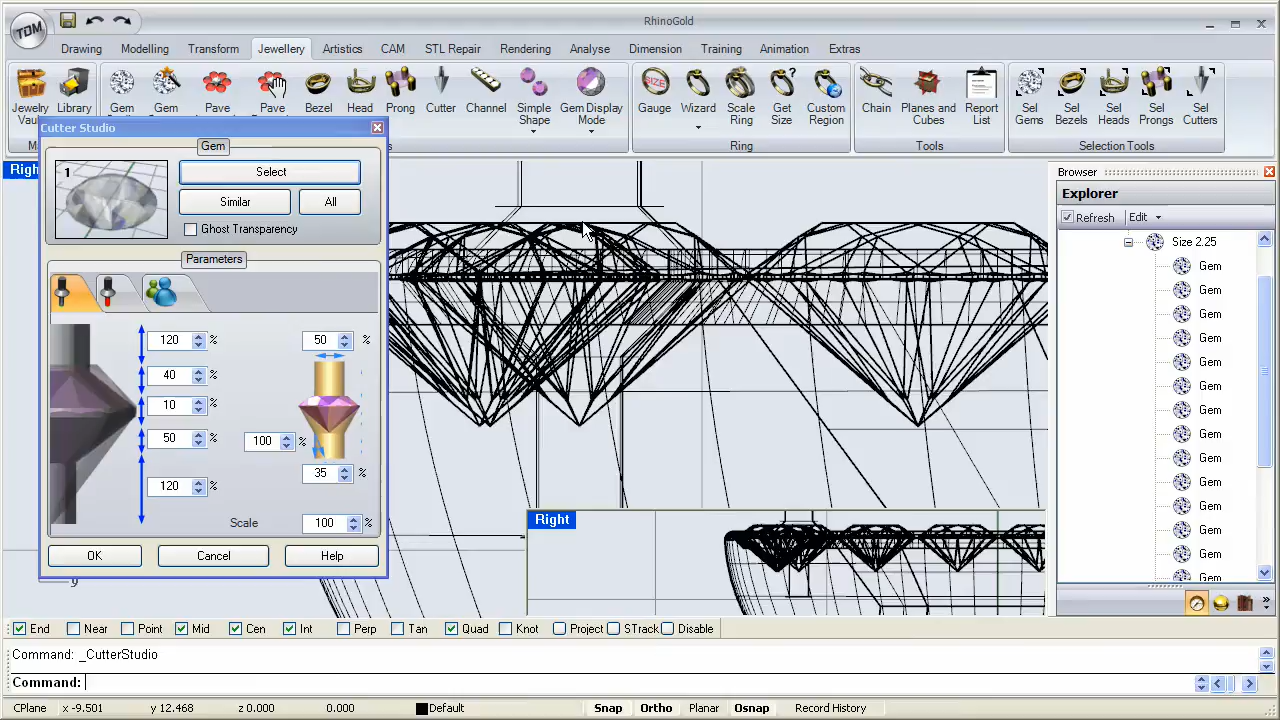 RhinoGold
TDM
Drawing Modelling Transform Jewellery Artistics CAM STL Repair Rendering Analyse Dimension Training Animation Extras
Jewelry Library Gem Gem Pave Pave Bezel Head Prong Cutter Channel Simple Shape Gem Display Mode
SIZE
Gauge Wizard Scale Ring Get Size Custom Region
Ring
Chain Planes and Cubes Report List
Tools
Sel Gems Sel Bezels Sel Heads Sel Prongs Sel Cutters
Selection Tools
Cutter Studio
Gem
1
Select
Similar All
Ghost Transparency
Parameters
120 % 50 %
40 %
10 %
50 % 100 %
35 %
120 %
Scale 100 %
OK Cancel Help
Right
Browser
Explorer
Refresh Edit
Size 2.25
Gem
Gem
Gem
Gem
Gem
Gem
Gem
Gem
Gem
Gem
Gem
Gem
Gem
Gem
End Near Point Mid Cen Int Perp Tan Quad Knot Project STrack Disable
Command: _CutterStudio
Command:
CPlane x -9.501 y 12.468 z 0.000 0.000 Default Snap Ortho Planar Osnap Record History